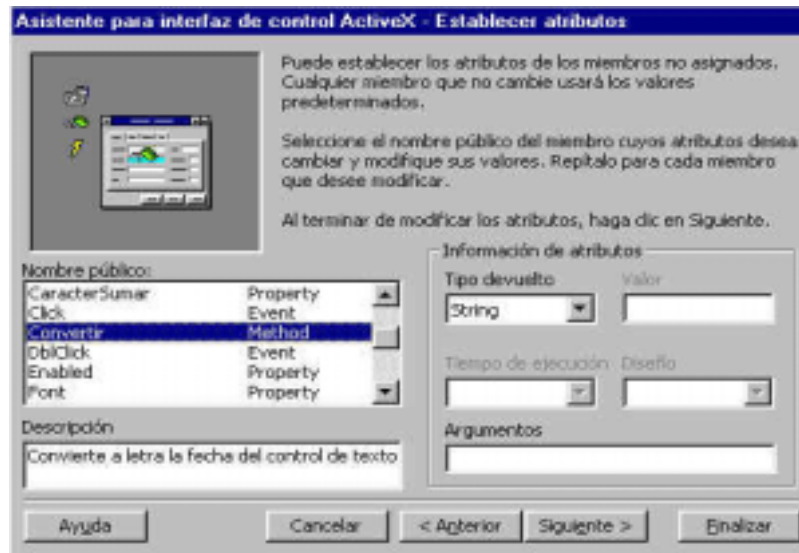 Asistente para interfaz de control ActiveX - Establecer atributos
Puede establecer los atributos de los miembros no asignados.
Cualquier miembro que no cambie usará los valores
predeterminados.
Seleccione el nombre público del miembro cuyos atributos desea
cambiar y modifique sus valores. Repítalo para cada miembro
que desee modificar.
Al terminar de modificar los atributos, haga clic en Siguiente.
Nombre público:
CaracterSumar Property
Click Event
Convertir Method
DblClick Event
Enabled Property
Font Property
Descripción
Convierte a letra la fecha del control de texto
Información de atributos
Tipo devuelto Valor
String
Tiempo de ejecución Diseño
Argumentos
Ayuda Cancelar < Anterior Siguiente > Finalizar